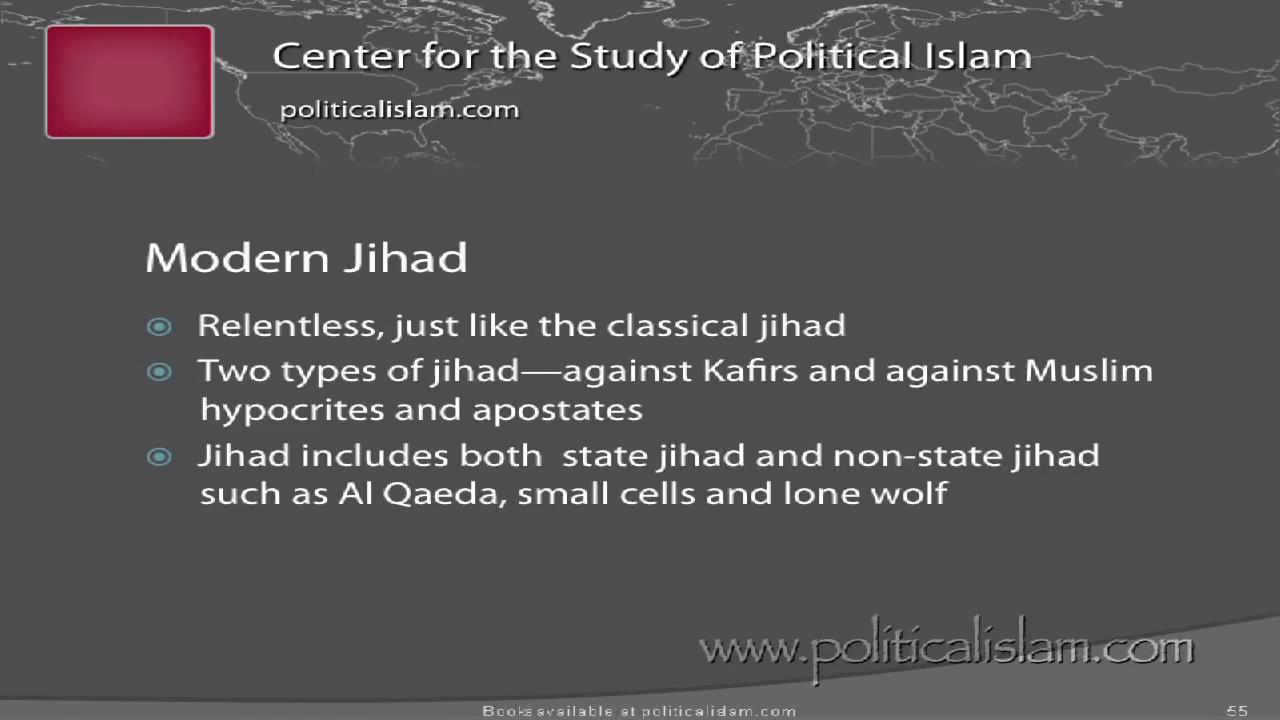 Center for the Study of Political Islam
politicalislam.com
Modern Jihad
Relentless, just like the classical jihad
Two types of jihad—against Kafirs and against Muslim
hypocrites and apostates
Jihad includes both state jihad and non-state jihad
such as Al Qaeda, small cells and lone wolf
www.politicalislam.com
Books available at politicalislam.com
55